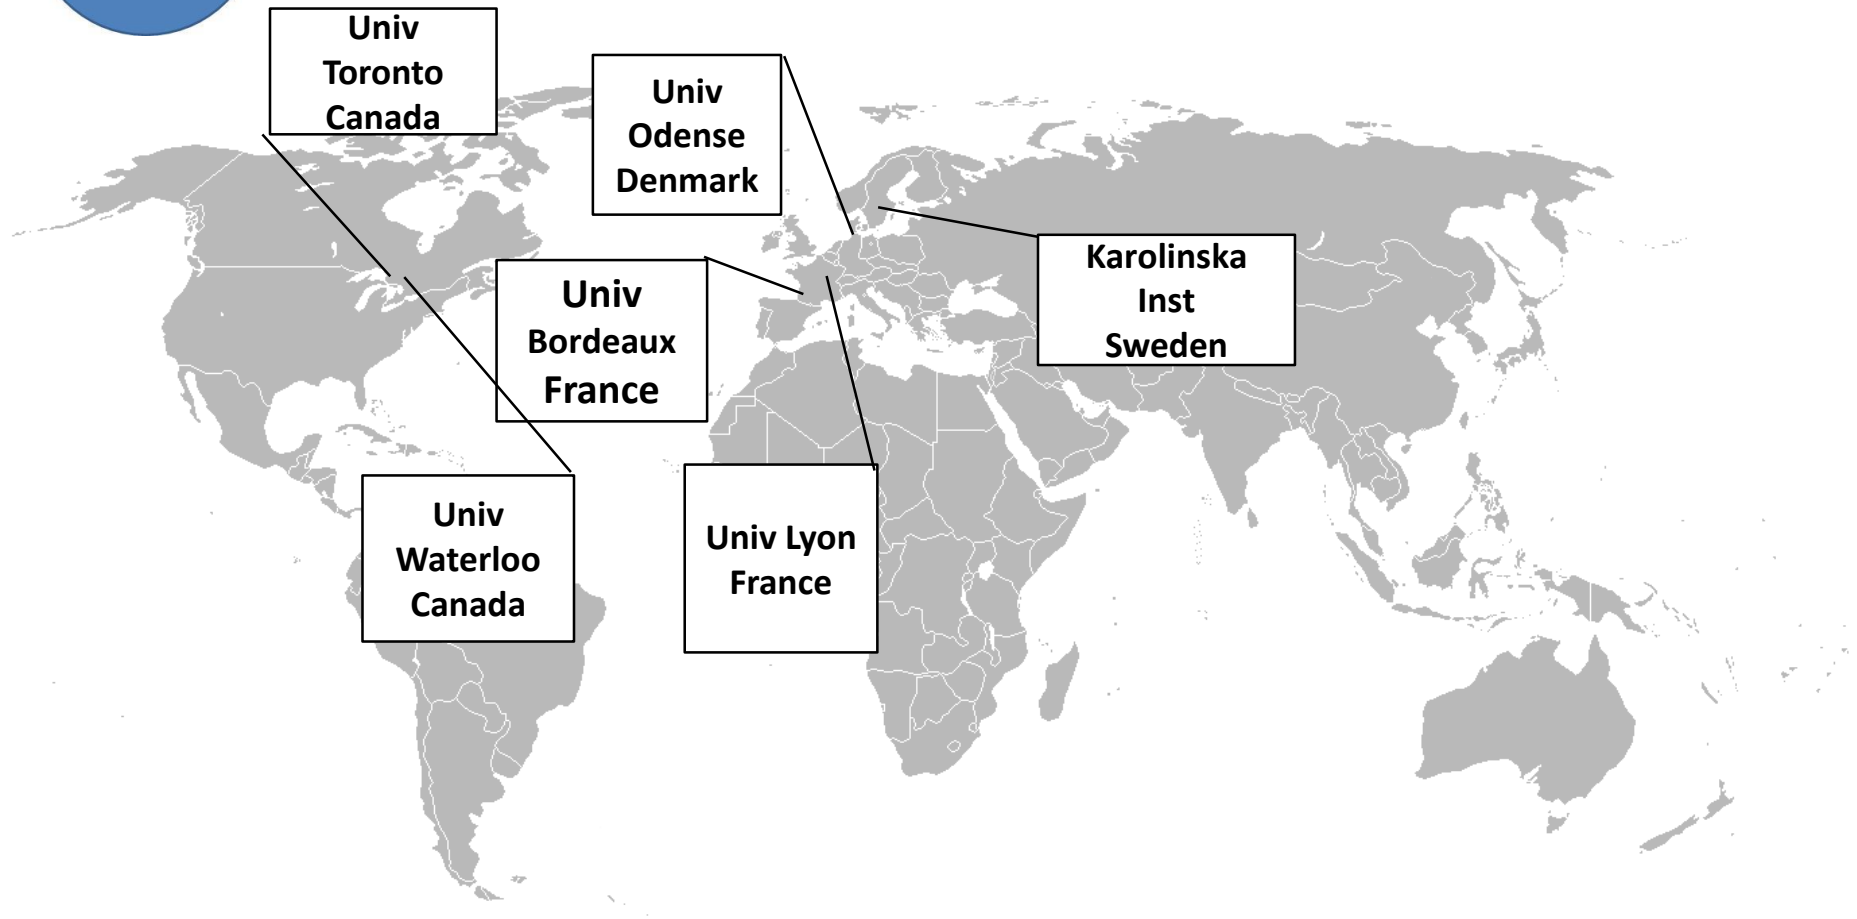 Univ
Toronto
Canada
Univ
Odense
Denmark
Karolinska
Inst
Sweden
Univ
Bordeaux
France
Univ
Waterloo
Canada
Univ Lyon
France